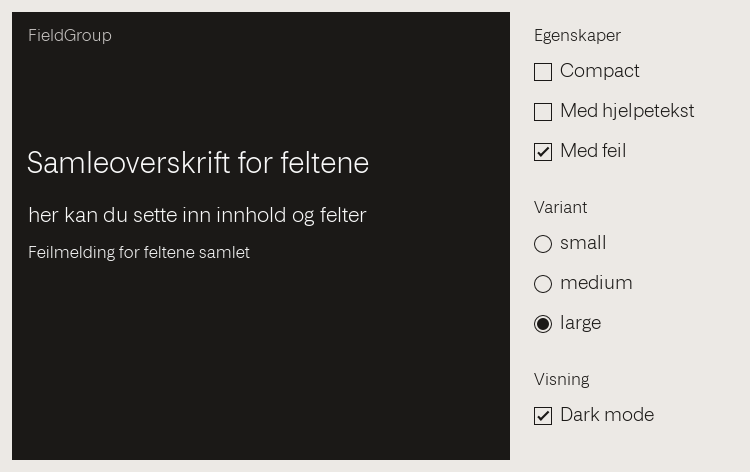 FieldGroup
Samleoverskrift for feltene
her kan du sette inn innhold og felter
Feilmelding for feltene samlet
Egenskaper
Compact
Med hjelpetekst
Med feil
Variant
small
medium
large
Visning
Dark mode